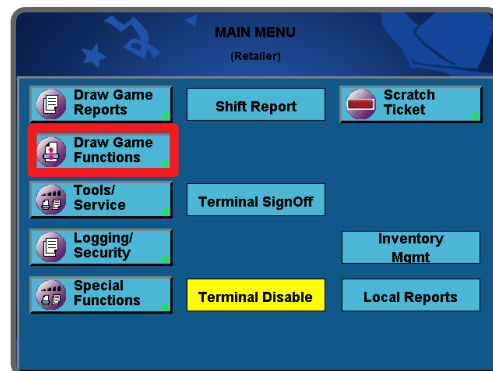 MAIN MENU
(Retailer)
Draw Game
Reports
Shift Report
Scratch
Ticket
Draw Game
Functions
Tools/
Service
Terminal SignOff
Logging/
Security
Inventory
Mgmt
Special
Functions
Terminal Disable
Local Reports